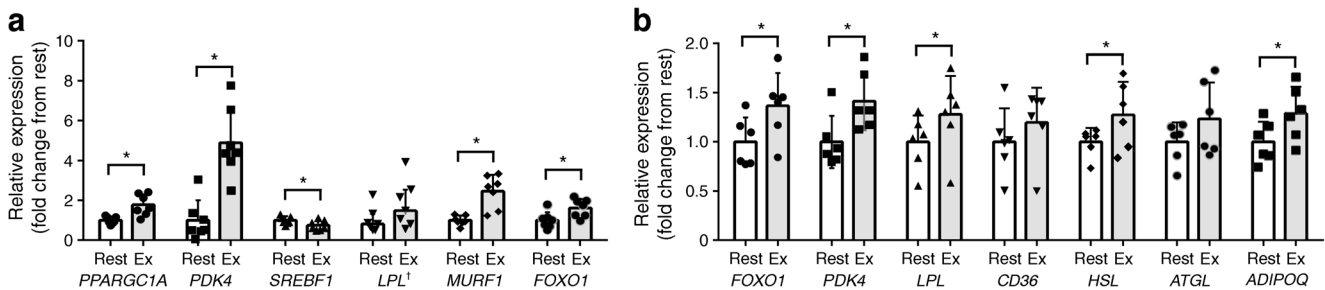 a
Relative expression
(fold change from rest)
10
8
6
4
2
0
*
*
*
*
*
Rest Ex Rest Ex Rest Ex Rest Ex Rest Ex Rest Ex
PPARGC1A PDK4 SREBF1 LPL† MURF1 FOXO1
b
Relative expression
(fold change from rest)
2.0
1.5
1.0
0.5
0
*
*
*
*
*
Rest Ex Rest Ex Rest Ex Rest Ex Rest Ex Rest Ex Rest Ex
FOXO1 PDK4 LPL CD36 HSL ATGL ADIPOQ